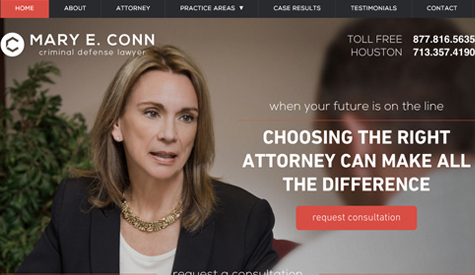 HOME ABOUT ATTORNEY PRACTICE AREAS ▼ CASE RESULTS TESTIMONIALS CONTACT
MARY E. CONN
criminal defense lawyer
TOLL FREE 877.816.5635
HOUSTON 713.357.4190
when your future is on the line
CHOOSING THE RIGHT
ATTORNEY CAN MAKE ALL
THE DIFFERENCE
request consultation
request a consultation